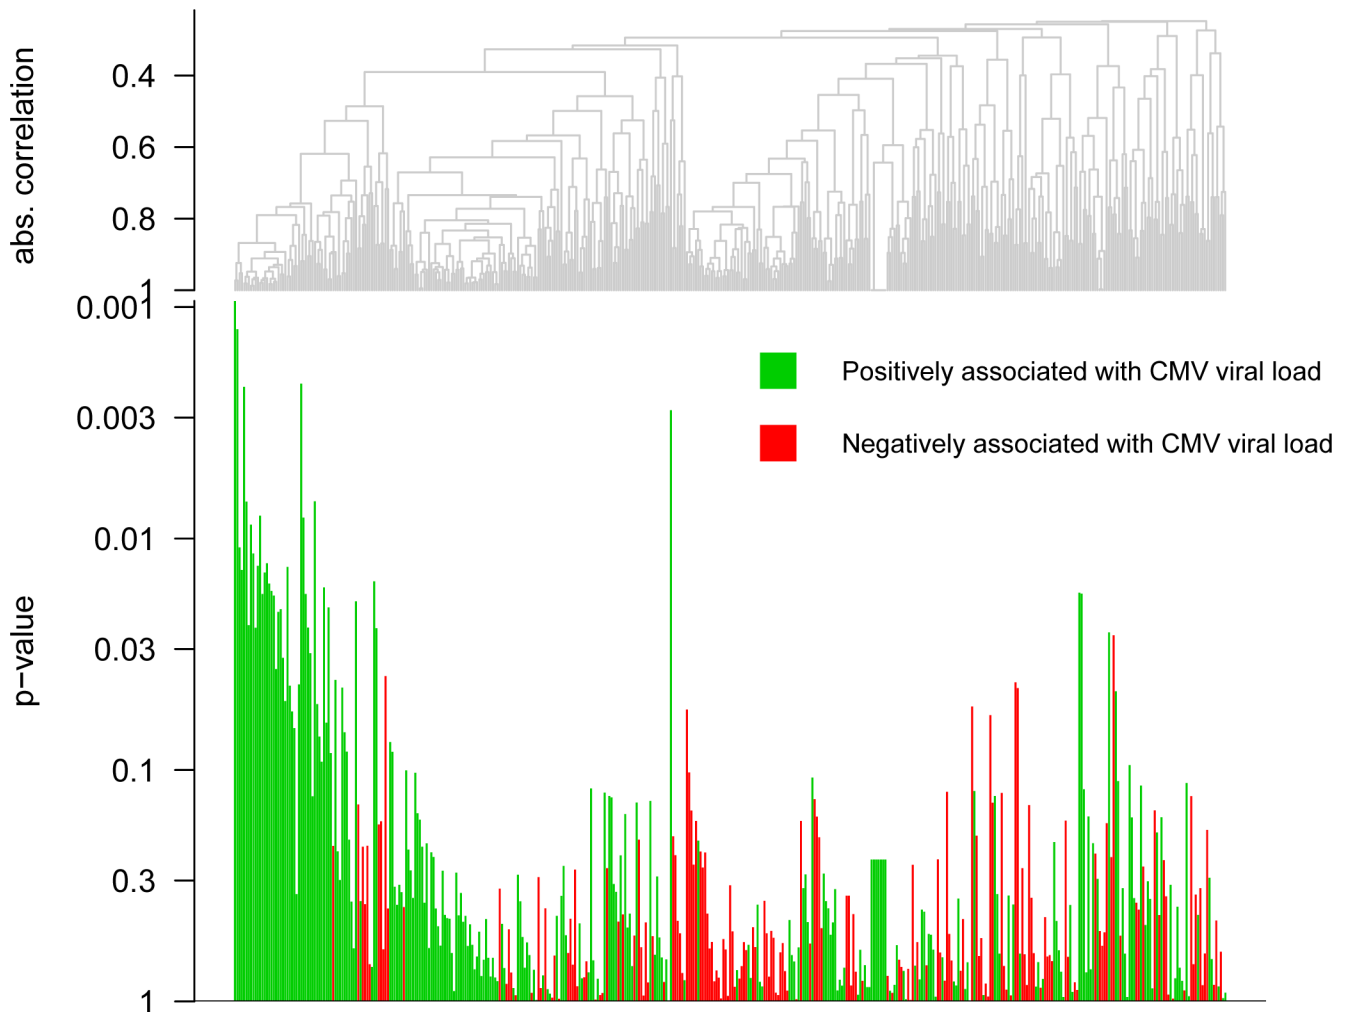 abs. correlation
0.4
0.6
0.8
1
0.001
0.003
0.01
0.03
0.1
0.3
1
p−value
Positively associated with CMV viral load
Negatively associated with CMV viral load